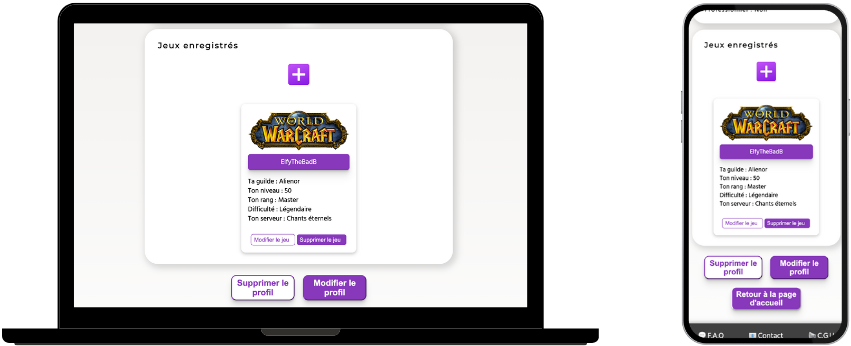 Jeux enregistrés
WORLD
WARCRAFT
ElfyTheBadB
Ta guilde : Alienor
Ton niveau : 50
Ton rang : Master
Difficulté : Légendaire
Ton serveur : Chants éternels
Modifier le jeu
Supprimer le jeu
Supprimer le
profil
Modifier le
profil
Jeux enregistrés
WORLD
WARCRAFT
ElfyTheBadB
Ta guilde : Alienor
Ton niveau : 50
Ton rang : Master
Difficulté : Légendaire
Ton serveur : Chants éternels
Modifier le jeu
Supprimer le jeu
Supprimer le
profil
Modifier le
profil
Retour à la page
d'accueil
F.A.Q
Contact
C.G.U